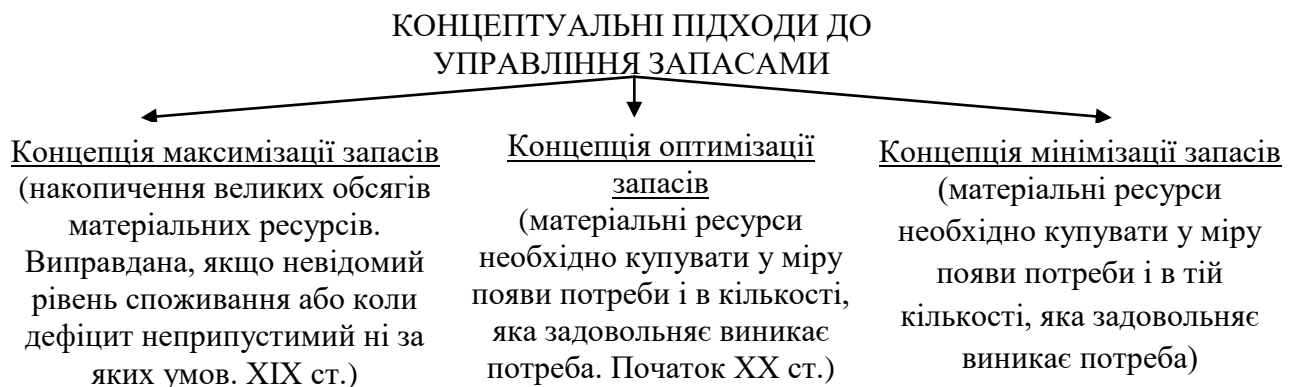 КОНЦЕПТУАЛЬНІ ПІДХОДИ ДО
УПРАВЛІННЯ ЗАПАСАМИ
Концепція максимізації запасів
(накопичення великих обсягів
матеріальних ресурсів.
Виправдана, якщо невідомий
рівень споживання або коли
дефіцит неприпустимий ні за
яких умов. XIX ст.)
Концепція оптимізації
запасів
(матеріальні ресурси
необхідно купувати у міру
появи потреби і в кількості,
яка задовольняє виникає
потреба. Початок XX ст.)
Концепція мінімізації запасів
(матеріальні ресурси
необхідно купувати у міру
появи потреби і в тій
кількості, яка задовольняє
виникає потреба)